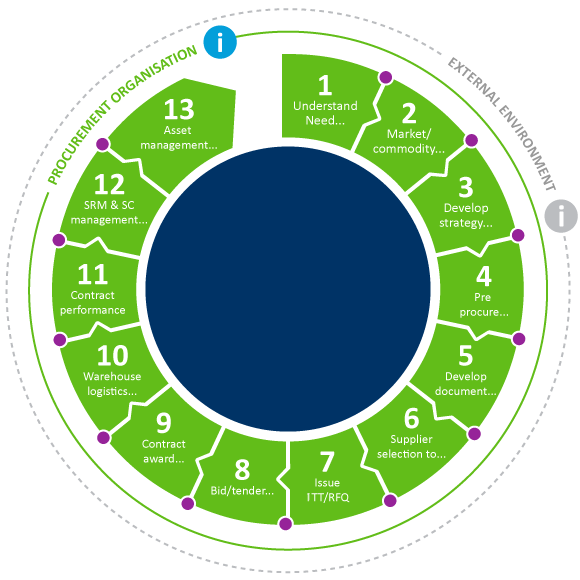 PROCUREMENT ORGANISATION
i
EXTERNAL ENVIRONMENT
i
1
Understand
Need...
2
Market/
commodity...
3
Develop
strategy...
4
Pre
procure...
5
Develop
document...
6
Supplier
selection to...
7
Issue
ITT/RFQ
8
Bid/tender...
9
Contract
award...
10
Warehouse
logistics...
11
Contract
performance
12
SRM & SC
management...
13
Asset
management...